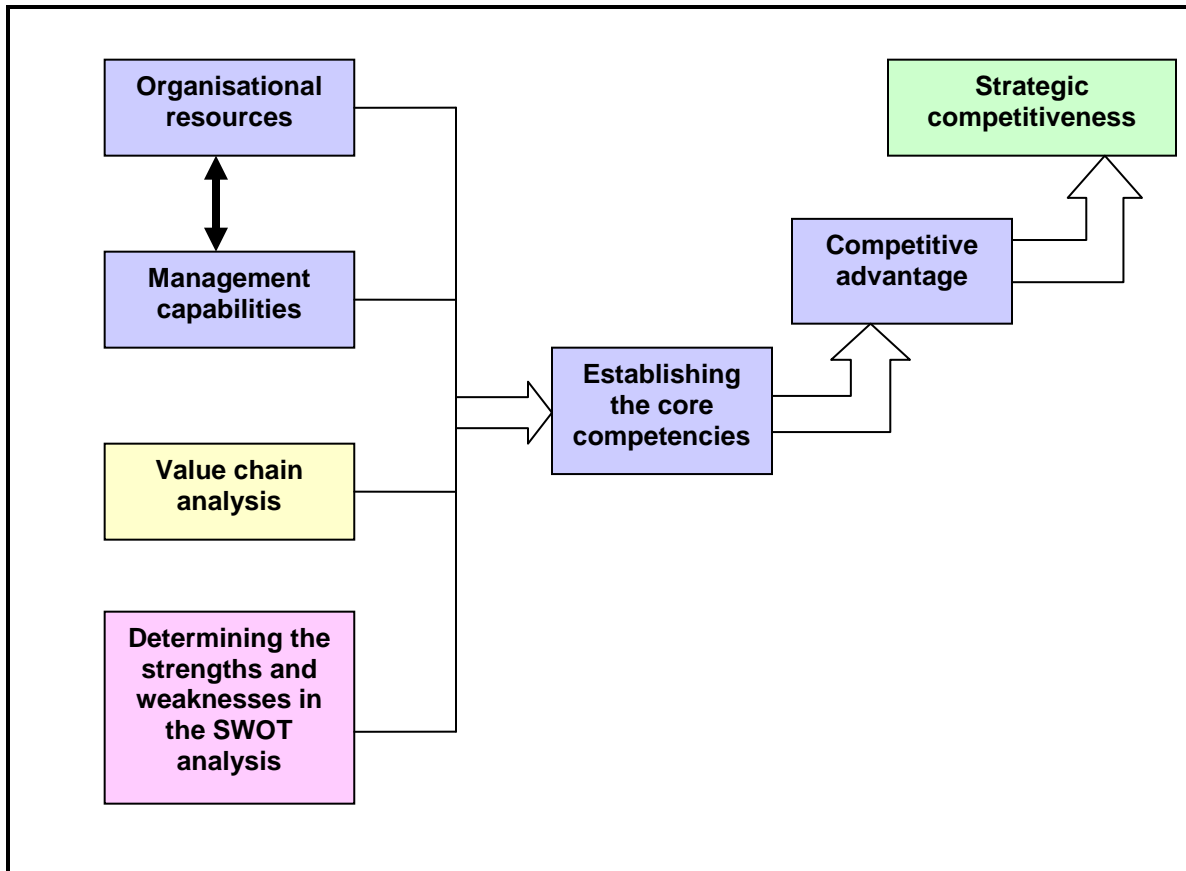 Organisational
resources
Strategic
competitiveness
Management
capabilities
Competitive
advantage
Establishing
the core
competencies
Value chain
analysis
Determining the
strengths and
weaknesses in
the SWOT
analysis